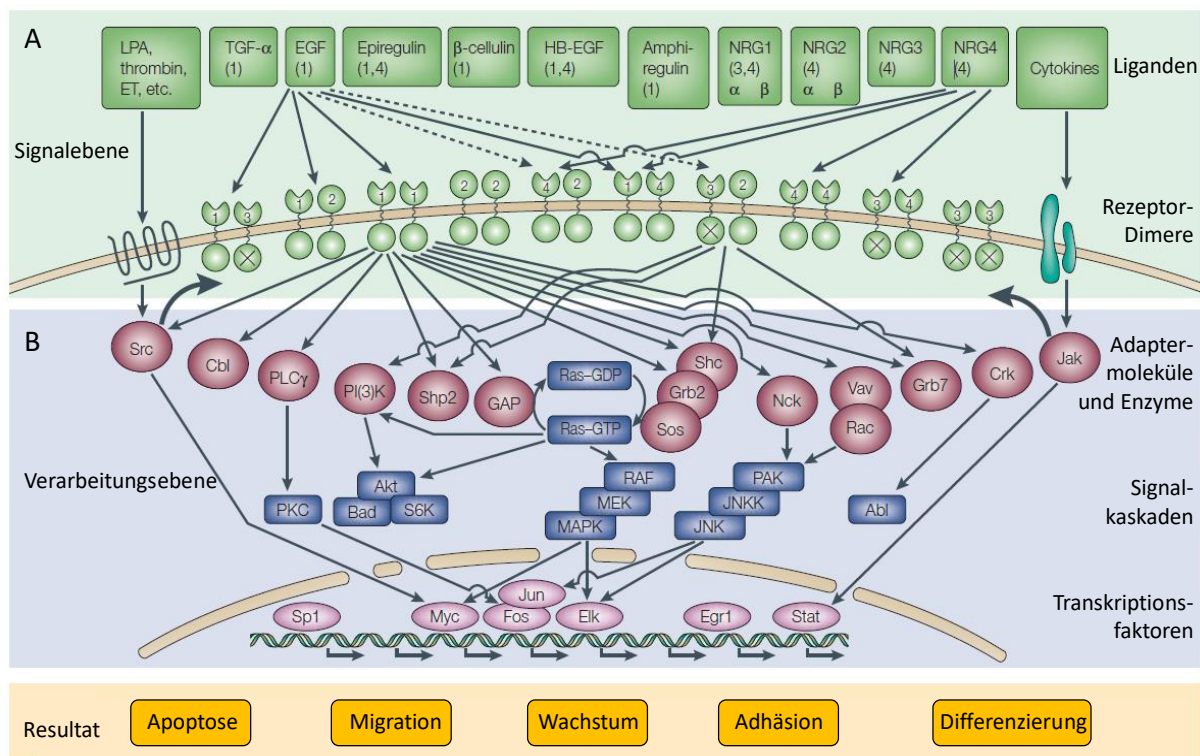 A
LPA,
thrombin,
ET, etc.
TGF-α
(1)
EGF
(1)
Epiregulin
(1,4)
β-cellulin
(1)
HB-EGF
(1,4)
Amphi-
regulin
(1)
NRG1
(3,4)
α β
NRG2
(4)
α β
NRG3
(4)
NRG4
(4)
Cytokines
Liganden
Signalebene
1 3
1 2
1 1
2 2
4 2
1 4
3 2
4 4
3 4
3 3
Rezeptor-
Dimere
B
Src
Cbl
PLCγ
PI(3)K
Shp2
GAP
Ras–GDP
Ras–GTP
Shc
Grb2
Sos
Nck
Vav
Rac
Grb7
Crk
Jak
Adapter-
moleküle
und Enzyme
Verarbeitungsebene
PKC
Akt
Bad
S6K
RAF
MEK
MAPK
PAK
JNKK
JNK
Abl
Signal-
kaskaden
Sp1
Myc
Jun
Fos
Elk
Egr1
Stat
Transkriptions-
faktoren
Resultat
Apoptose
Migration
Wachstum
Adhäsion
Differenzierung